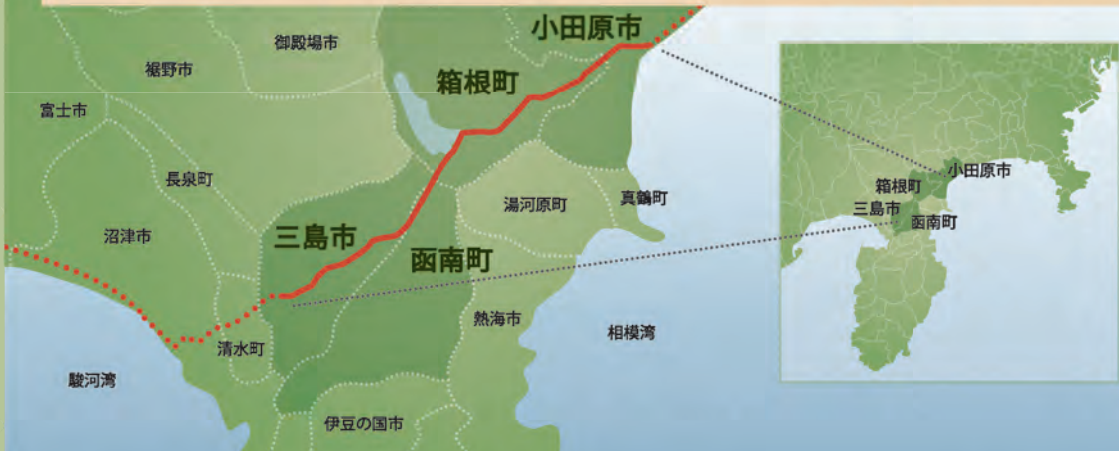 小田原市
御殿場市
裾野市
箱根町
富士市
長泉町
湯河原町
真鶴町
沼津市
三島市
函南町
熱海市
相模湾
清水町
駿河湾
伊豆の国市
小田原市
箱根町
三島市
函南町